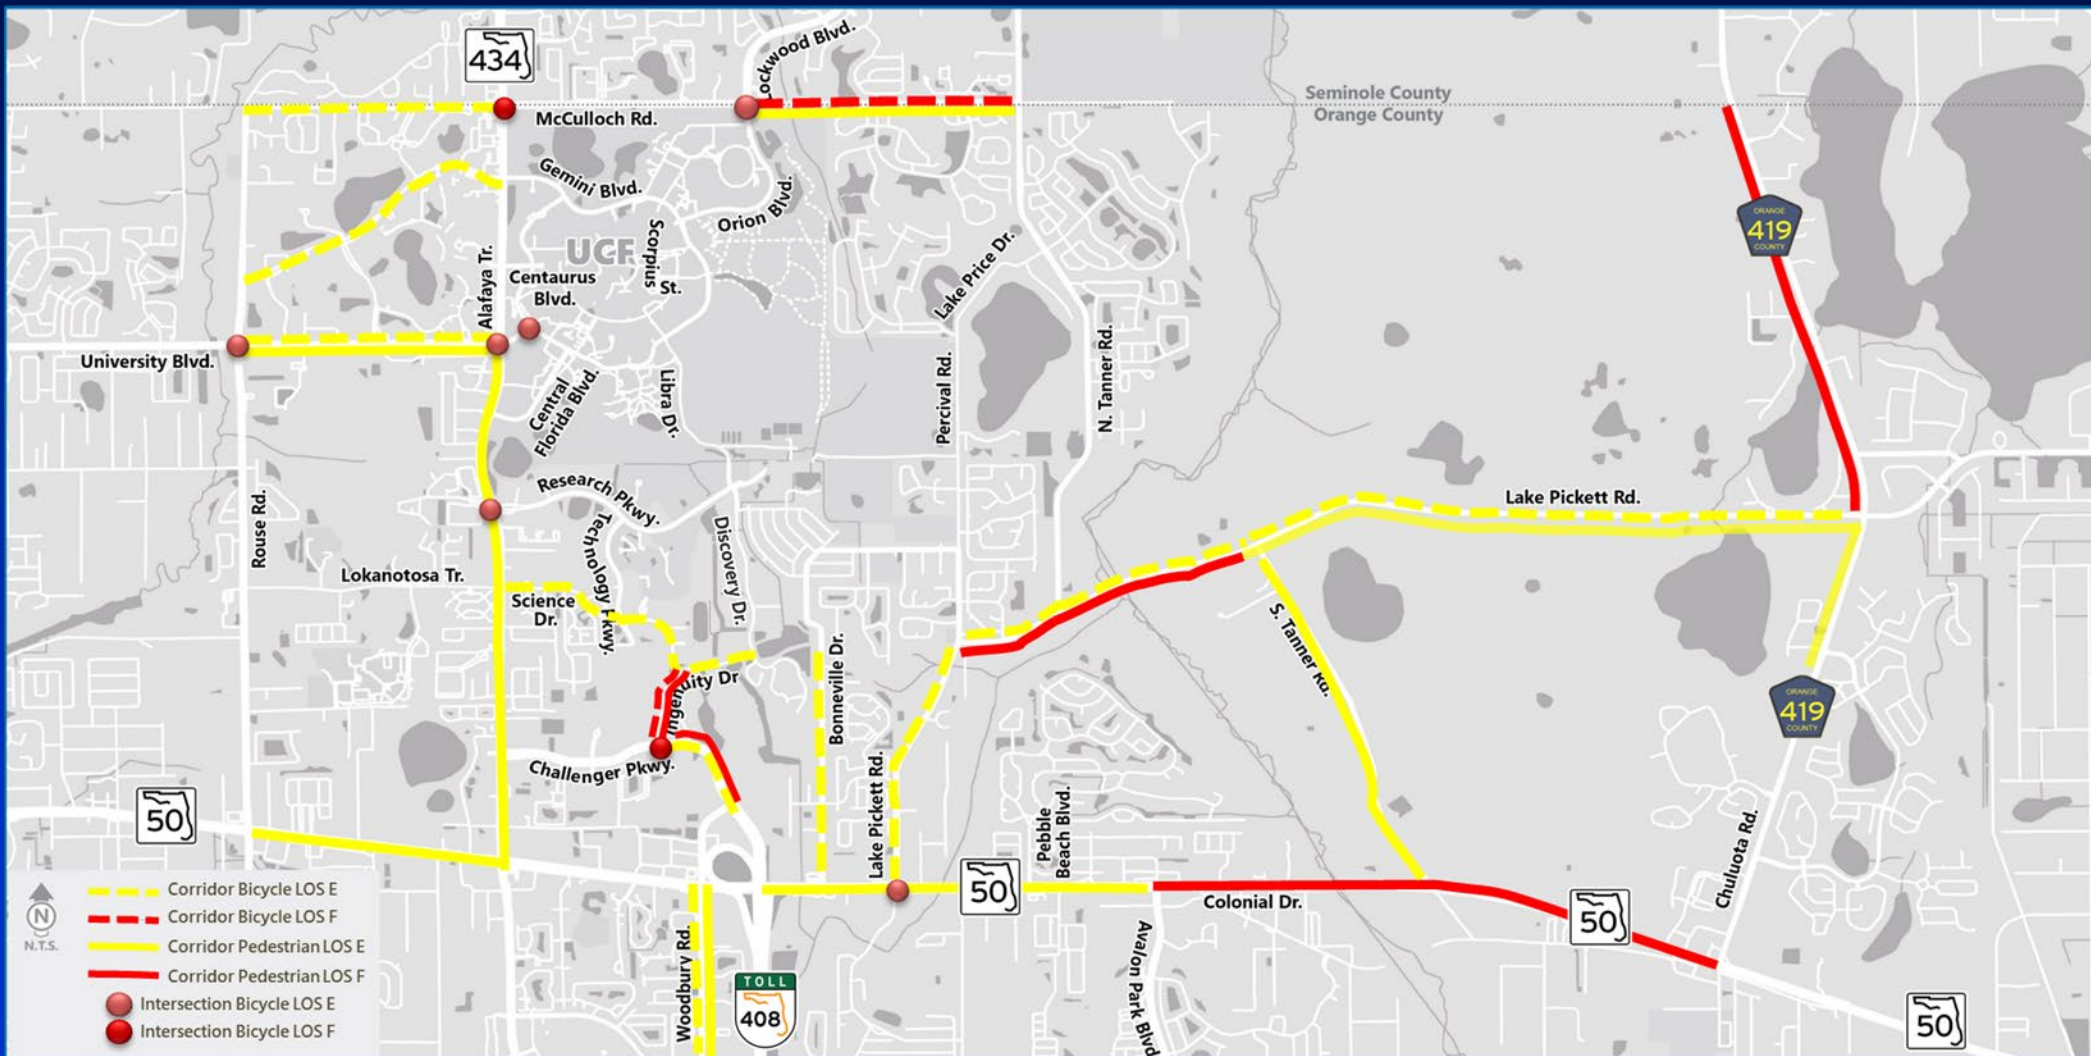 434
Lockwood Blvd.
McCulloch Rd.
Seminole County
Orange County
Gemini Blvd.
Orion Blvd.
Scorpius
St.
UCF
Centaurus
Blvd.
Alafaya Tr.
Lake Price Dr.
ORANGE
419
COUNTY
University Blvd.
Central
Florida Blvd.
Libra Dr.
Percival Rd.
N. Tanner Rd.
Rouse Rd.
Research Pkwy.
Technology Pkwy.
Discovery Dr.
Lake Pickett Rd.
Lokanotosa Tr.
Science
Dr.
S. Tanner Rd.
Ingenuity Dr
Bonneville Dr.
ORANGE
419
COUNTY
Challenger Pkwy.
50
Lake Pickett Rd.
Pebble
Beach Blvd.
Chuluota Rd.
50
Colonial Dr.
50
Woodbury Rd.
Avalon Park Blvd
TOLL
408
50
N
N.T.S.
Corridor Bicycle LOS E
Corridor Bicycle LOS F
Corridor Pedestrian LOS E
Corridor Pedestrian LOS F
Intersection Bicycle LOS E
Intersection Bicycle LOS F